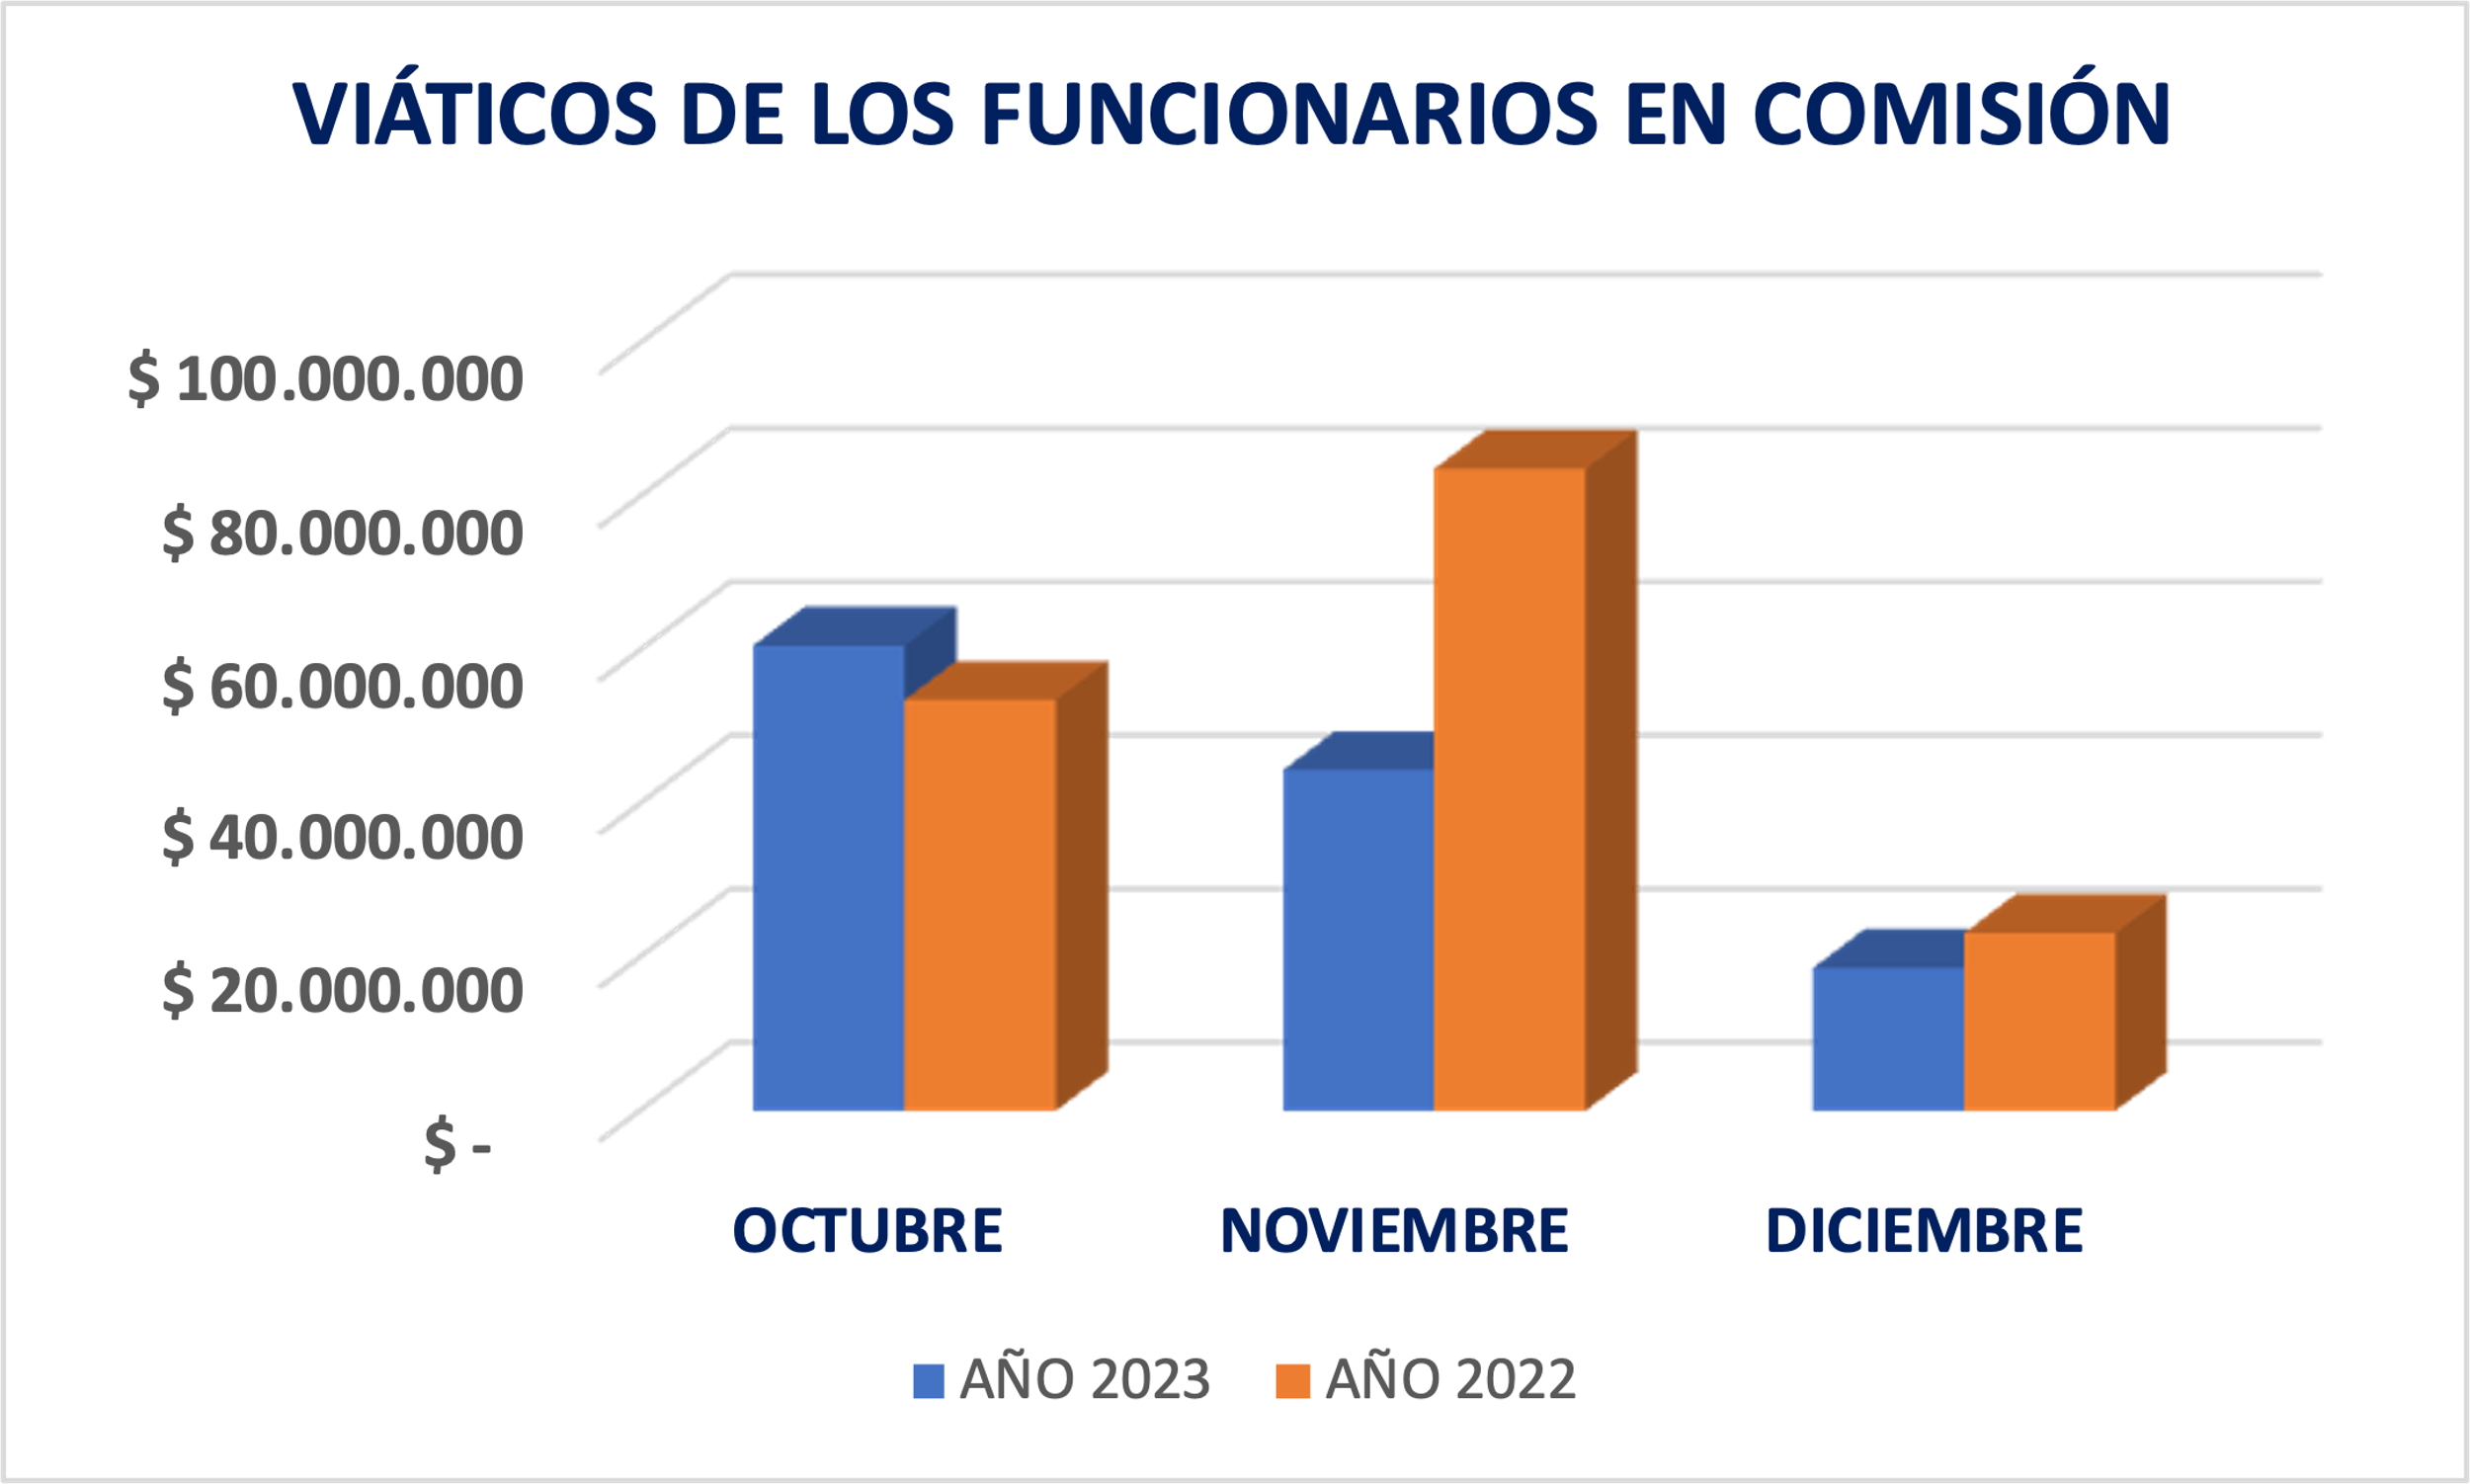 VIÁTICOS DE LOS FUNCIONARIOS EN COMISIÓN
$ 100.000.000
$ 80.000.000
$ 60.000.000
$ 40.000.000
$ 20.000.000
$ -
OCTUBRE NOVIEMBRE DICIEMBRE
AÑO 2023 AÑO 2022